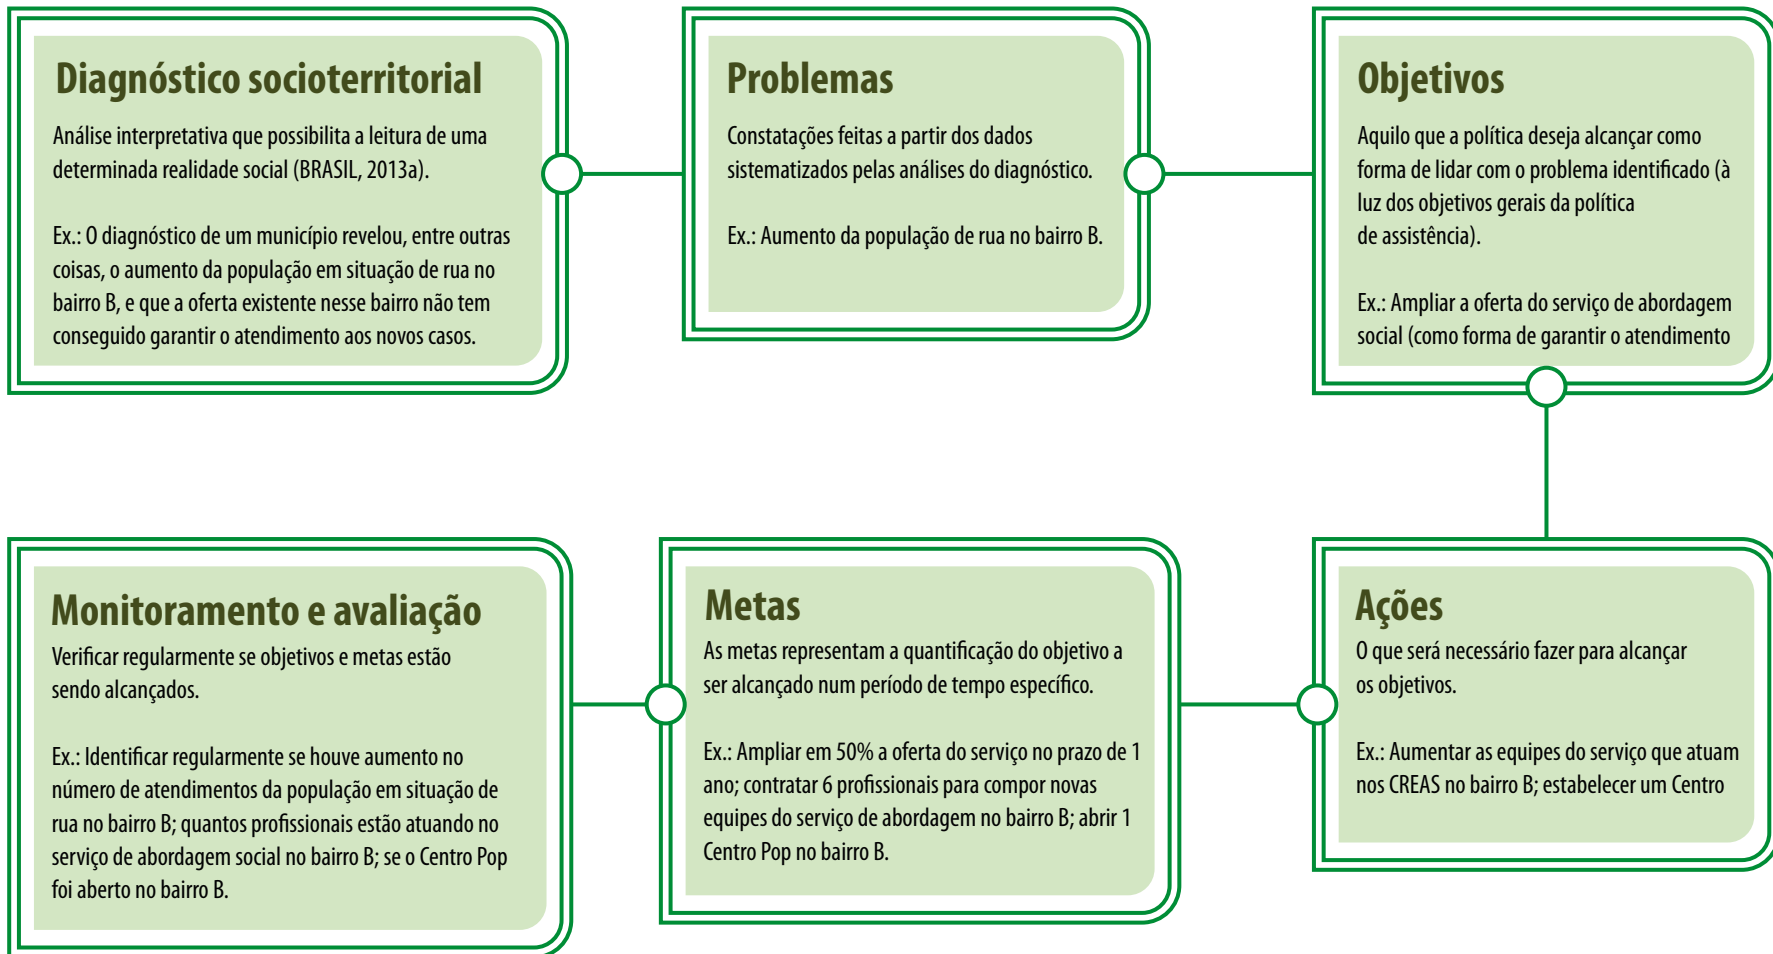 Diagnóstico socioterritorial
Análise interpretativa que possibilita a leitura de uma
determinada realidade social (BRASIL, 2013a).
Ex.: O diagnóstico de um município revelou, entre outras
coisas, o aumento da população em situação de rua no
bairro B, e que a oferta existente nesse bairro não tem
conseguido garantir o atendimento aos novos casos.
Problemas
Constatações feitas a partir dos dados
sistematizados pelas análises do diagnóstico.
Ex.: Aumento da população de rua no bairro B.
Objetivos
Aquilo que a política deseja alcançar como
forma de lidar com o problema identificado (à
luz dos objetivos gerais da política
de assistência).
Ex.: Ampliar a oferta do serviço de abordagem
social (como forma de garantir o atendimento
Ações
O que será necessário fazer para alcançar
os objetivos.
Ex.: Aumentar as equipes do serviço que atuam
nos CREAS no bairro B; estabelecer um Centro
Metas
As metas representam a quantificação do objetivo a
ser alcançado num período de tempo específico.
Ex.: Ampliar em 50% a oferta do serviço no prazo de 1
ano; contratar 6 profissionais para compor novas
equipes do serviço de abordagem no bairro B; abrir 1
Centro Pop no bairro B.
Monitoramento e avaliação
Verificar regularmente se objetivos e metas estão
sendo alcançados.
Ex.: Identificar regularmente se houve aumento no
número de atendimentos da população em situação de
rua no bairro B; quantos profissionais estão atuando no
serviço de abordagem social no bairro B; se o Centro Pop
foi aberto no bairro B.